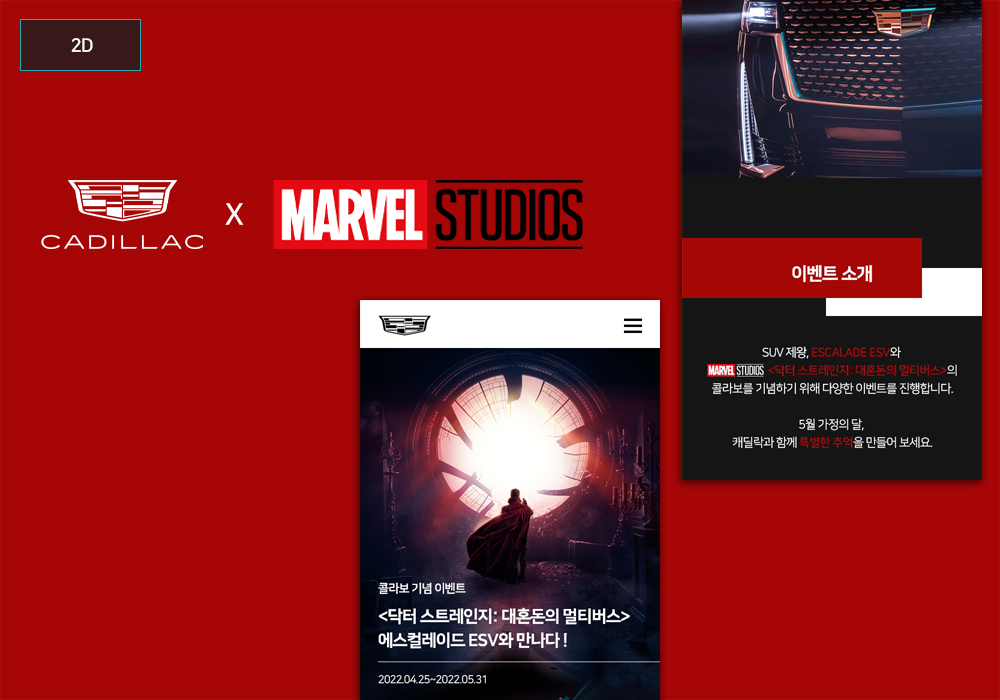 2D
CADILLAC
X
MARVEL STUDIOS
콜라보 기념 이벤트
<닥터 스트레인지: 대혼돈의 멀티버스>
에스컬레이드 ESV와 만나다 !
2022.04.25~2022.05.31
이벤트 소개
SUV 제왕, ESCALADE ESV와
MARVEL STUDIOS <닥터 스트레인지: 대혼돈의 멀티버스>의
콜라보를 기념하기 위해 다양한 이벤트를 진행합니다.
5월 가정의 달,
캐딜락과 함께 특별한 추억을 만들어 보세요.